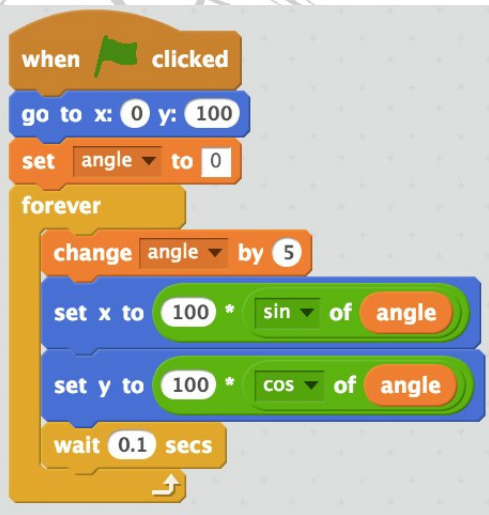 when clicked
go to x: 0 y: 100
set angle to 0
forever
change angle by 5
set x to 100 * sin of angle
set y to 100 * cos of angle
wait 0.1 secs